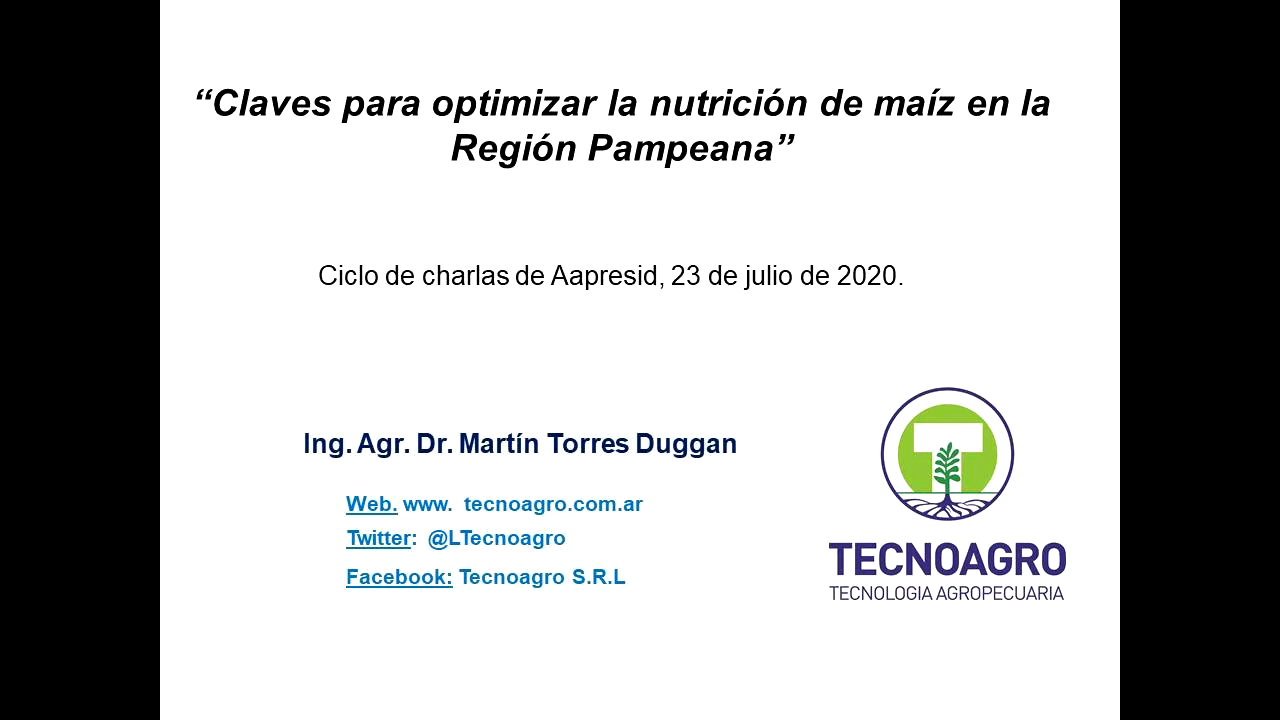 “Claves para optimizar la nutrición de maíz en la
Región Pampeana”
Ciclo de charlas de Aapresid, 23 de julio de 2020.
Ing. Agr. Dr. Martín Torres Duggan
Web. www.  tecnoagro.com.ar
Twitter:  @LTecnoagro
Facebook: Tecnoagro S.R.L
T
TECNOAGRO
TECNOLOGIA AGROPECUARIA